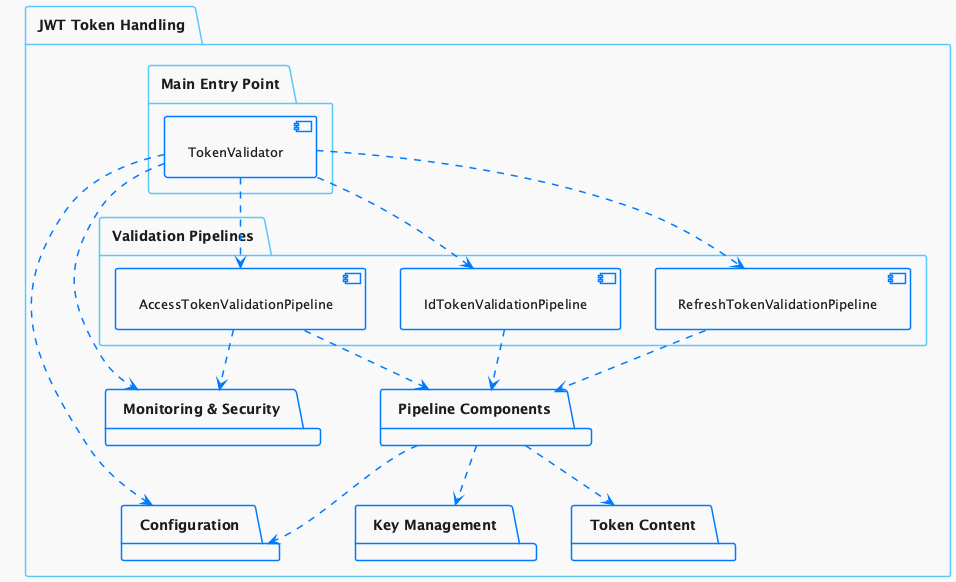 JWT Token Handling
Main Entry Point
TokenValidator
Validation Pipelines
AccessTokenValidationPipeline
IdTokenValidationPipeline
RefreshTokenValidationPipeline
Monitoring & Security
Pipeline Components
Configuration
Key Management
Token Content